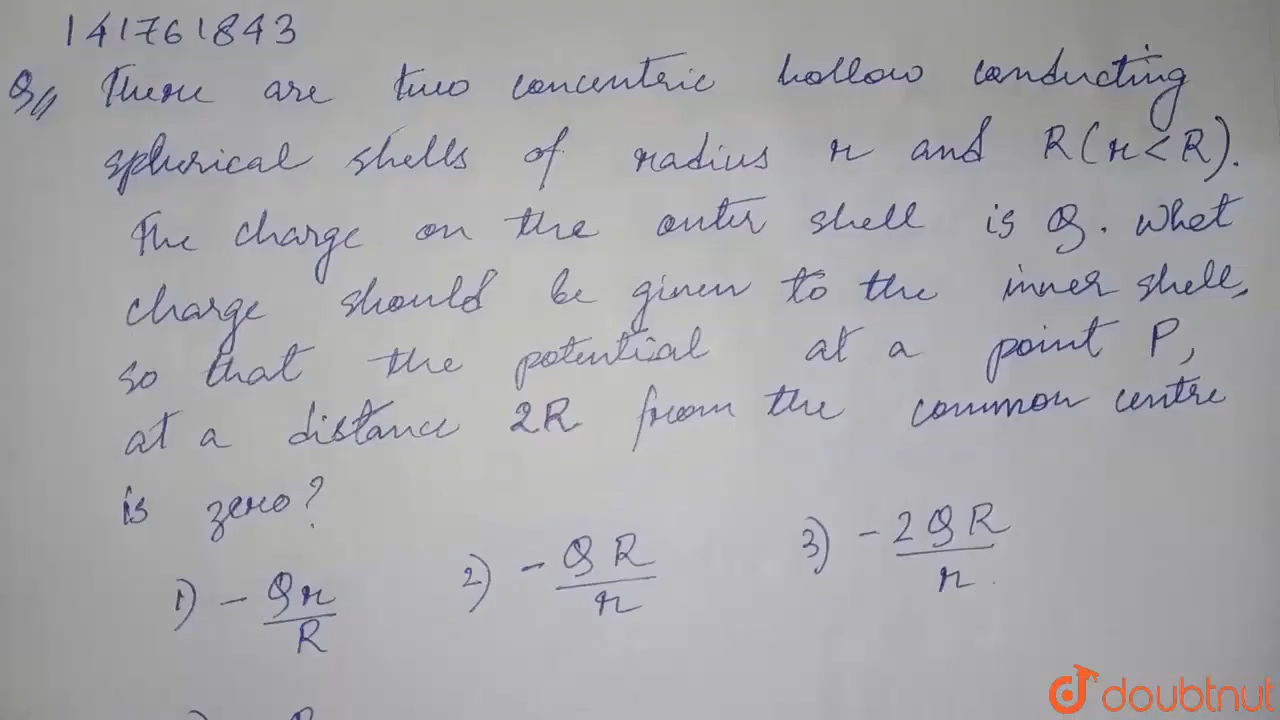 141761843
Q// There are two concentric hollow conducting
spherical shells of radius r and R (r < R).
The charge on the outer shell is Q. What
charge should be given to the inner shell,
so that the potential at a point P,
at a distance 2R from the common centre
is zero?
1) - Qr/R 2) - QR/r 3) - 2QR/r
doubtnut